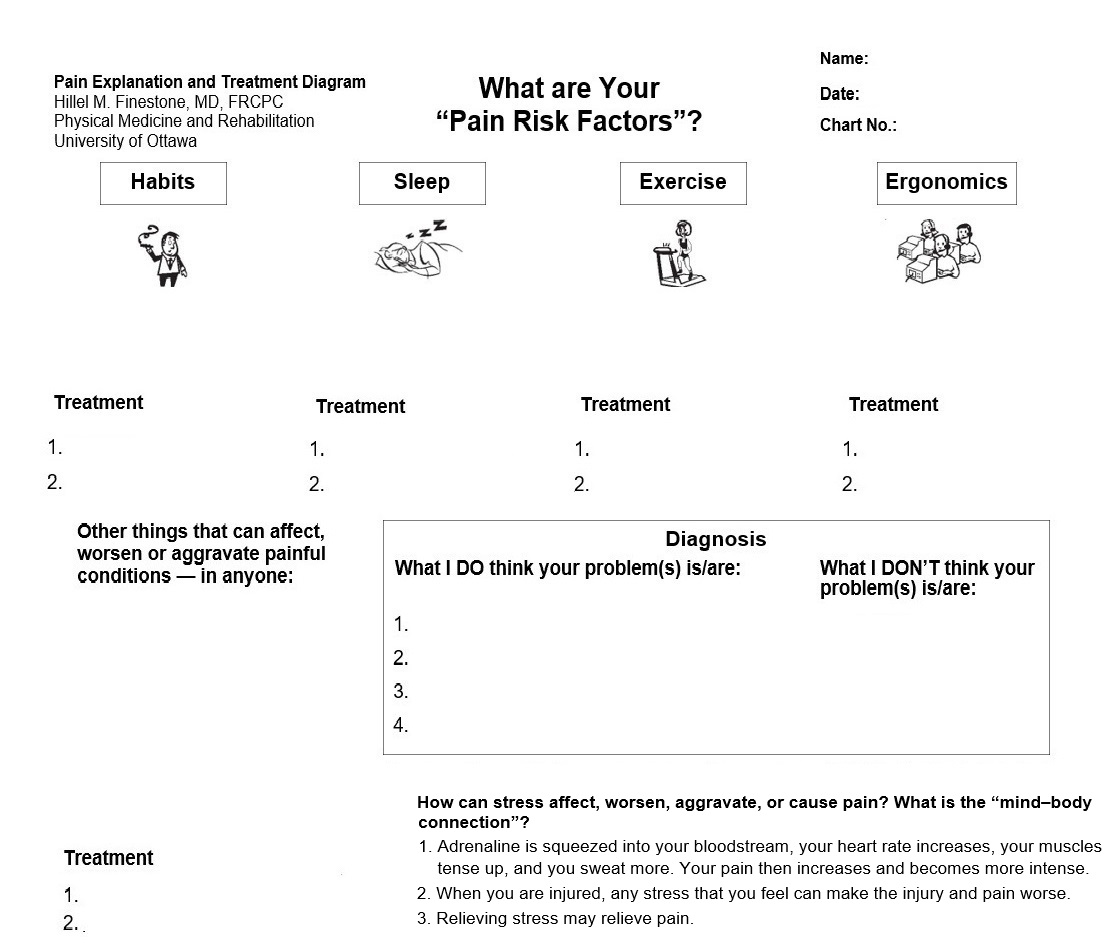 Pain Explanation and Treatment Diagram
Hillel M. Finestone, MD, FRCPC
Physical Medicine and Rehabilitation
University of Ottawa
What are Your
“Pain Risk Factors”?
Name:
Date:
Chart No.:
Habits
Sleep
Exercise
Ergonomics
z z z
Treatment
1.
2.
Treatment
1.
2.
Treatment
1.
2.
Treatment
1.
2.
Other things that can affect,
worsen or aggravate painful
conditions — in anyone:
Diagnosis
What I DO think your problem(s) is/are:
1.
2.
3.
4.
What I DON’T think your
problem(s) is/are:
Treatment
1.
2.
How can stress affect, worsen, aggravate, or cause pain? What is the “mind–body
connection”?
1. Adrenaline is squeezed into your bloodstream, your heart rate increases, your muscles
tense up, and you sweat more. Your pain then increases and becomes more intense.
2. When you are injured, any stress that you feel can make the injury and pain worse.
3. Relieving stress may relieve pain.